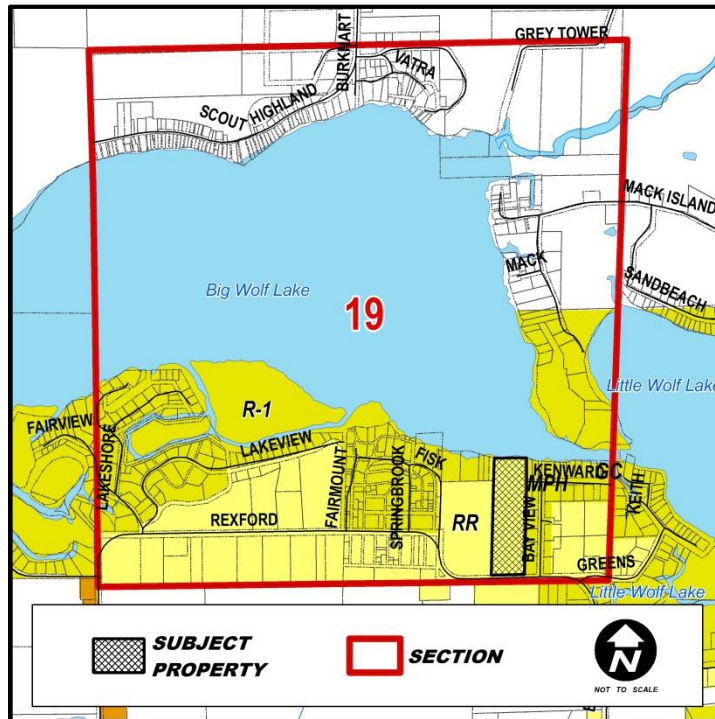 GREY TOWER
BURKHART
VATRA
SCOUT HIGHLAND
MACK ISLAND
MACK
SANDBEACH
Big Wolf Lake
19
Little Wolf Lake
R-1
FAIRVIEW
LAKESHORE
LAKEVIEW
FISK
FAIRMOUNT
SPRINGBROOK
REXFORD
RR
KENWARD
GC
MPH
BAY VIEW
KEITH
GREENS
Little Wolf Lake
SUBJECT
PROPERTY
SECTION
N
NOT TO SCALE